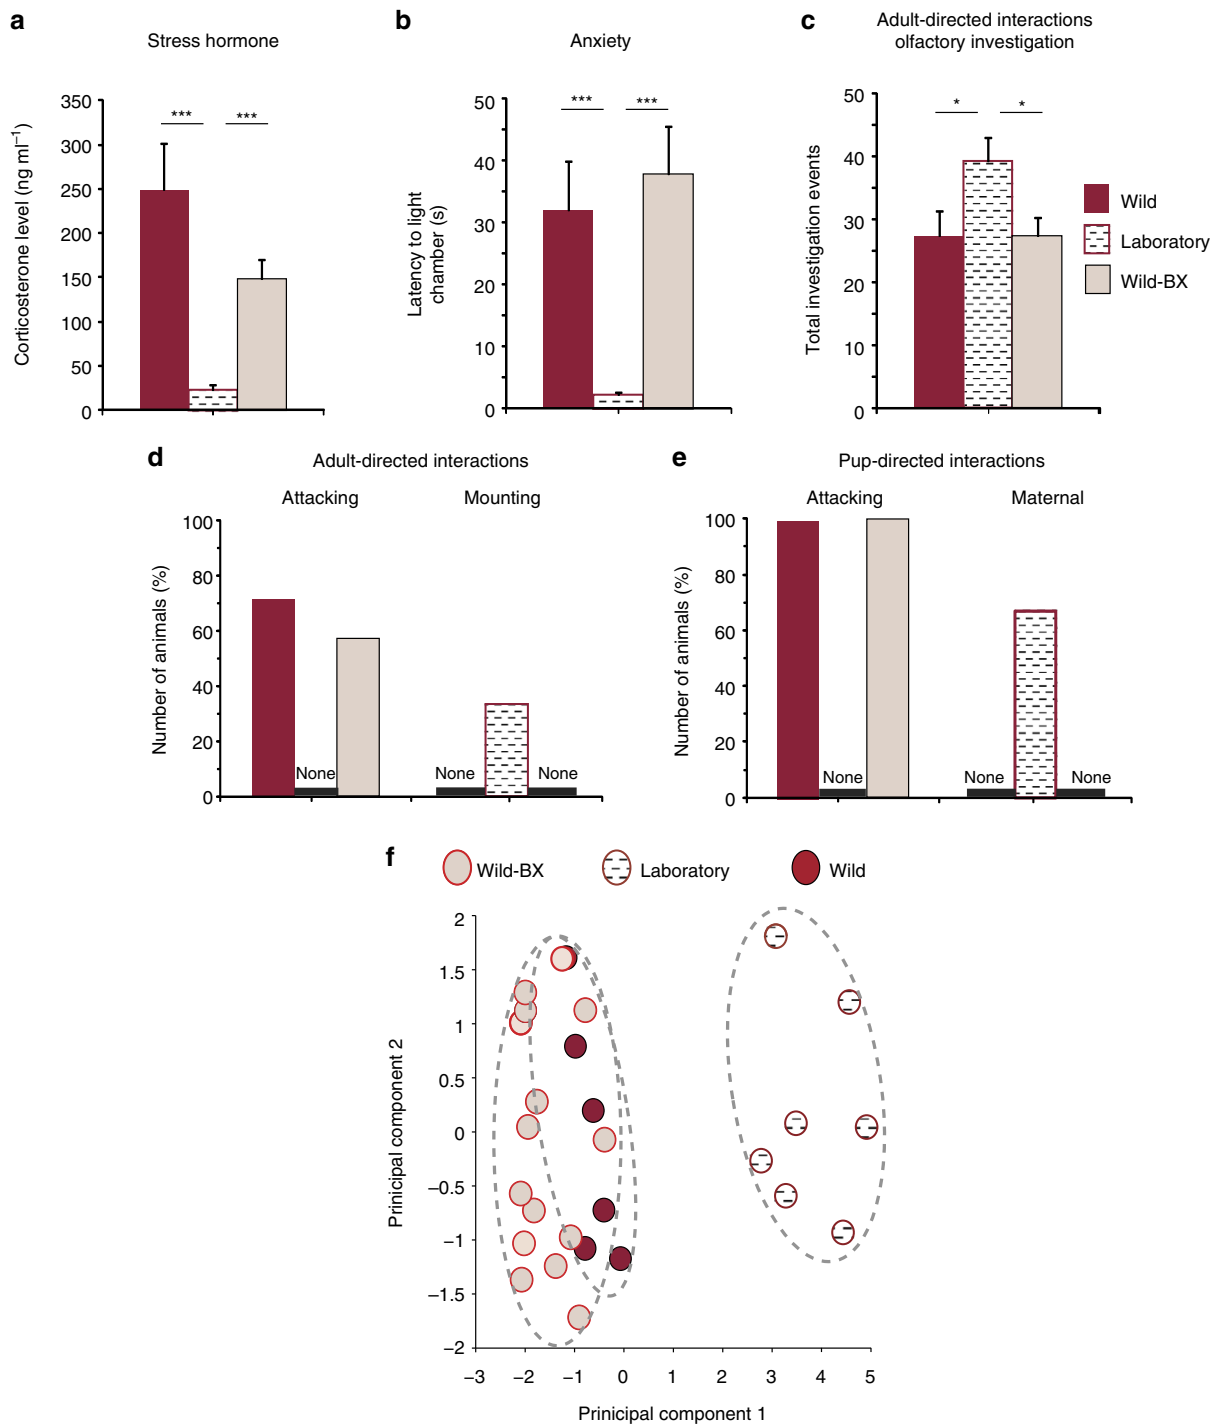 a
Stress hormone
Corticosterone level (ng ml⁻¹)
350
300
250
200
150
100
50
0
***
***
b
Anxiety
Latency to light
chamber (s)
50
40
30
20
10
0
***
***
c
Adult-directed interactions
olfactory investigation
Total investigation events
50
40
30
20
10
0
*
*
Wild
Laboratory
Wild-BX
d
Adult-directed interactions
Attacking
Mounting
Number of animals (%)
100
80
60
40
20
0
None
None
None
e
Pup-directed interactions
Attacking
Maternal
Number of animals (%)
100
80
60
40
20
0
None
None
None
f
Wild-BX
Laboratory
Wild
Prinicipal component 2
2
1.5
1
0.5
0
−0.5
−1
−1.5
−2
−3
−2
−1
0
1
2
3
4
5
Prinicipal component 1